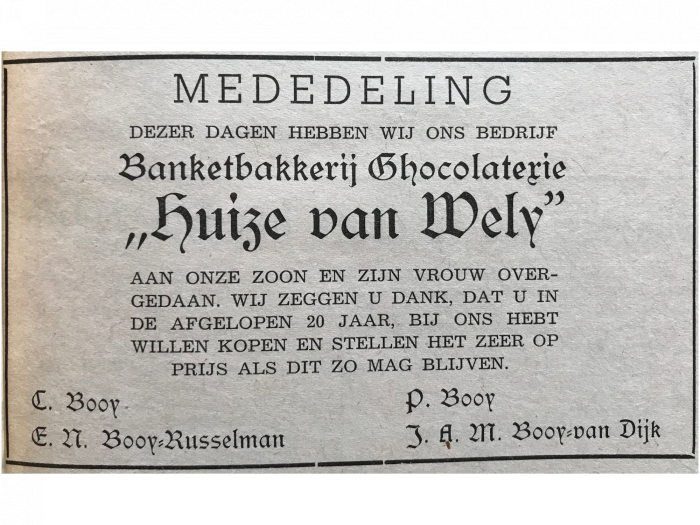 MEDEDELING
DEZER DAGEN HEBBEN WIJ ONS BEDRIJF
Banketbakkerij Chocolaterie
„Huize van Wely”
AAN ONZE ZOON EN ZIJN VROUW OVER-
GEDAAN. WIJ ZEGGEN U DANK, DAT U IN
DE AFGELOPEN 20 JAAR, BIJ ONS HEBT
WILLEN KOPEN EN STELLEN HET ZEER OP
PRIJS ALS DIT ZO MAG BLIJVEN.
C. Booy
E. N. Booy-Russelman
P. Booy
J. A. M. Booy-van Dijk